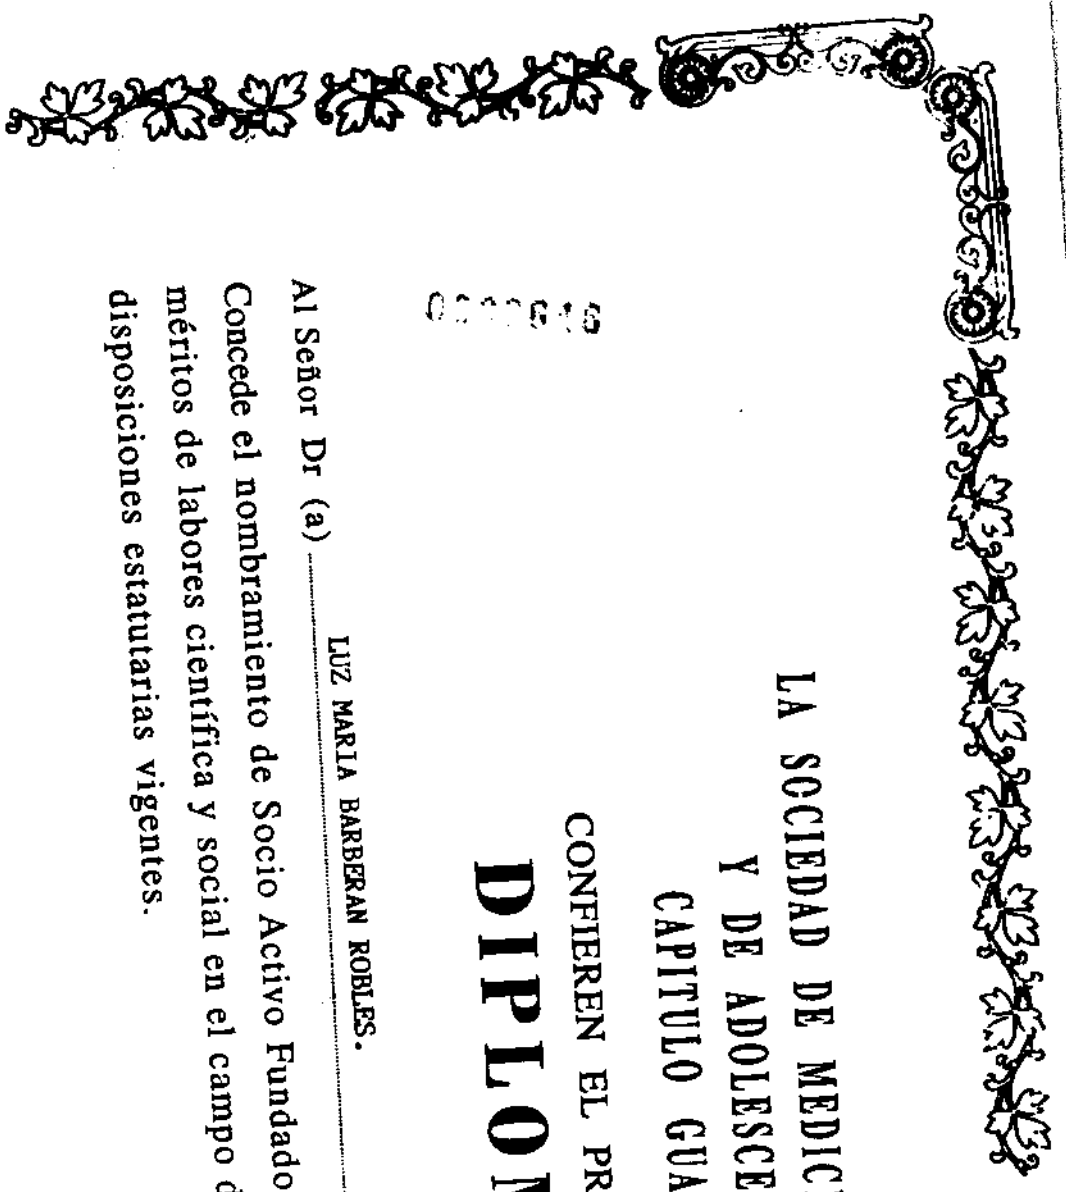 LA SOCIEDAD DE MEDIC
Y DE ADOLESCE
CAPITULO GUA
CONFIEREN EL PR
DIPLO
Al Señor Dr (a) LUZ MARIA BARBERAN ROBLES.
Concede el nombramiento de Socio Activo Fundado
méritos de labores científica y social en el campo d
disposiciones estatutarias vigentes.